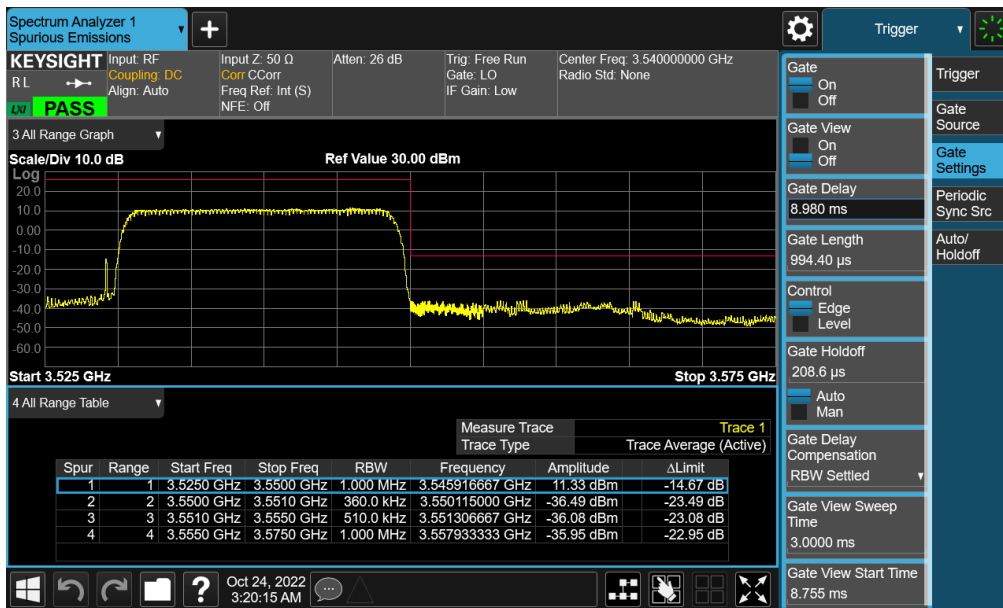 Spectrum Analyzer 1
Spurious Emissions
Trigger
KEYSIGHT
R L
LXI
PASS
Input: RF
Coupling: DC
Align: Auto
Input Z: 50 Ω
Corr CCorr
Freq Ref: Int (S)
NFE: Off
Atten: 26 dB
Trig: Free Run
Gate: LO
IF Gain: Low
Center Freq: 3.540000000 GHz
Radio Std: None
3 All Range Graph
Scale/Div 10.0 dB
Ref Value 30.00 dBm
Log
20.0
10.0
0.00
-10.0
-20.0
-30.0
-40.0
-50.0
-60.0
Start 3.525 GHz
Stop 3.575 GHz
4 All Range Table
Measure Trace Trace 1
Trace Type Trace Average (Active)
Spur Range Start Freq Stop Freq RBW Frequency Amplitude ΔLimit
1 1 3.5250 GHz 3.5500 GHz 1.000 MHz 3.545916667 GHz 11.33 dBm -14.67 dB
2 2 3.5500 GHz 3.5510 GHz 360.0 kHz 3.550115000 GHz -36.49 dBm -23.49 dB
3 3 3.5510 GHz 3.5550 GHz 510.0 kHz 3.551306667 GHz -36.08 dBm -23.08 dB
4 4 3.5550 GHz 3.5750 GHz 1.000 MHz 3.557933333 GHz -35.95 dBm -22.95 dB
Oct 24, 2022
3:20:15 AM
Gate
On
Off
Gate View
On
Off
Gate Delay
8.980 ms
Gate Length
994.40 µs
Control
Edge
Level
Gate Holdoff
208.6 µs
Auto
Man
Gate Delay
Compensation
RBW Settled
Gate View Sweep
Time
3.0000 ms
Gate View Start Time
8.755 ms
Trigger
Gate
Source
Gate
Settings
Periodic
Sync Src
Auto/
Holdoff